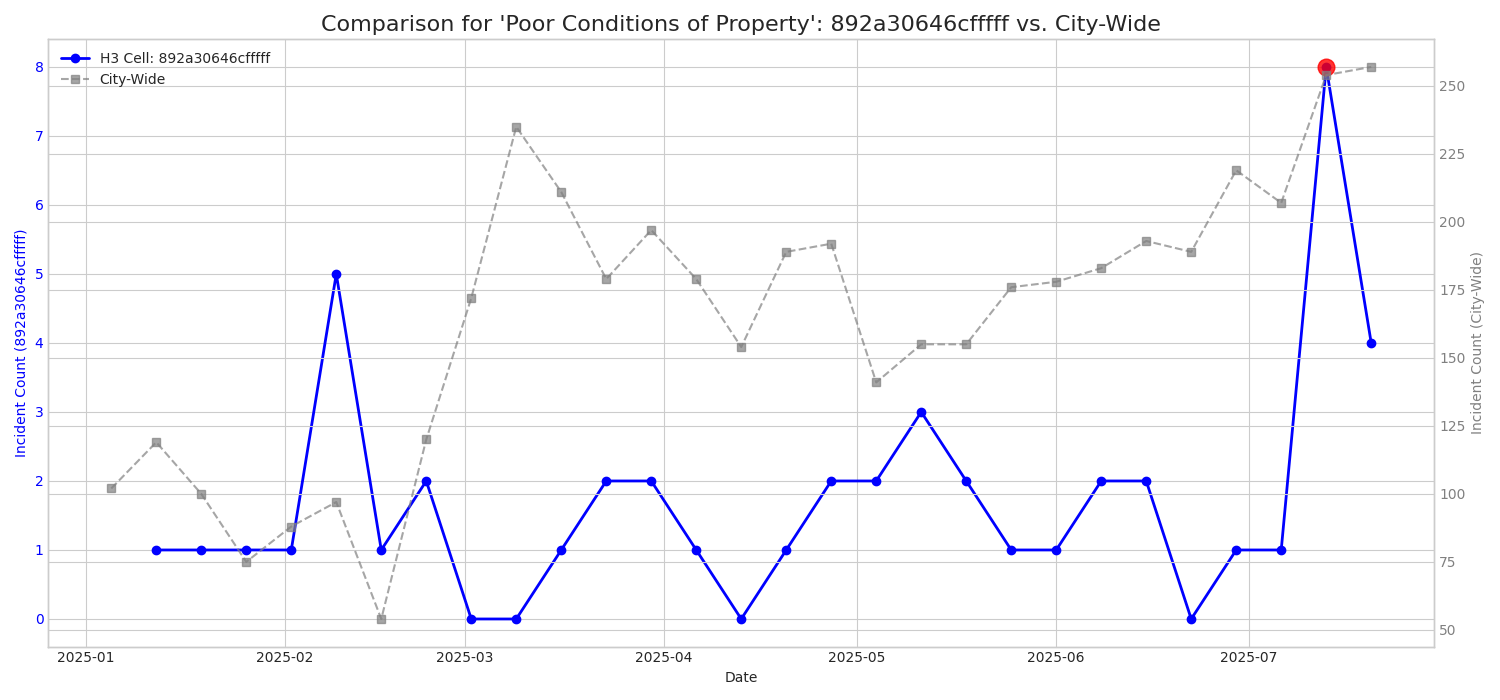 Comparison for 'Poor Conditions of Property': 892a30646cfffff vs. City-Wide
H3 Cell: 892a30646cfffff
City-Wide
8
7
6
5
4
3
2
1
0
Incident Count (892a30646cfffff)
250
225
200
175
150
125
100
75
50
Incident Count (City-Wide)
2025-01 2025-02 2025-03 2025-04 2025-05 2025-06 2025-07
Date